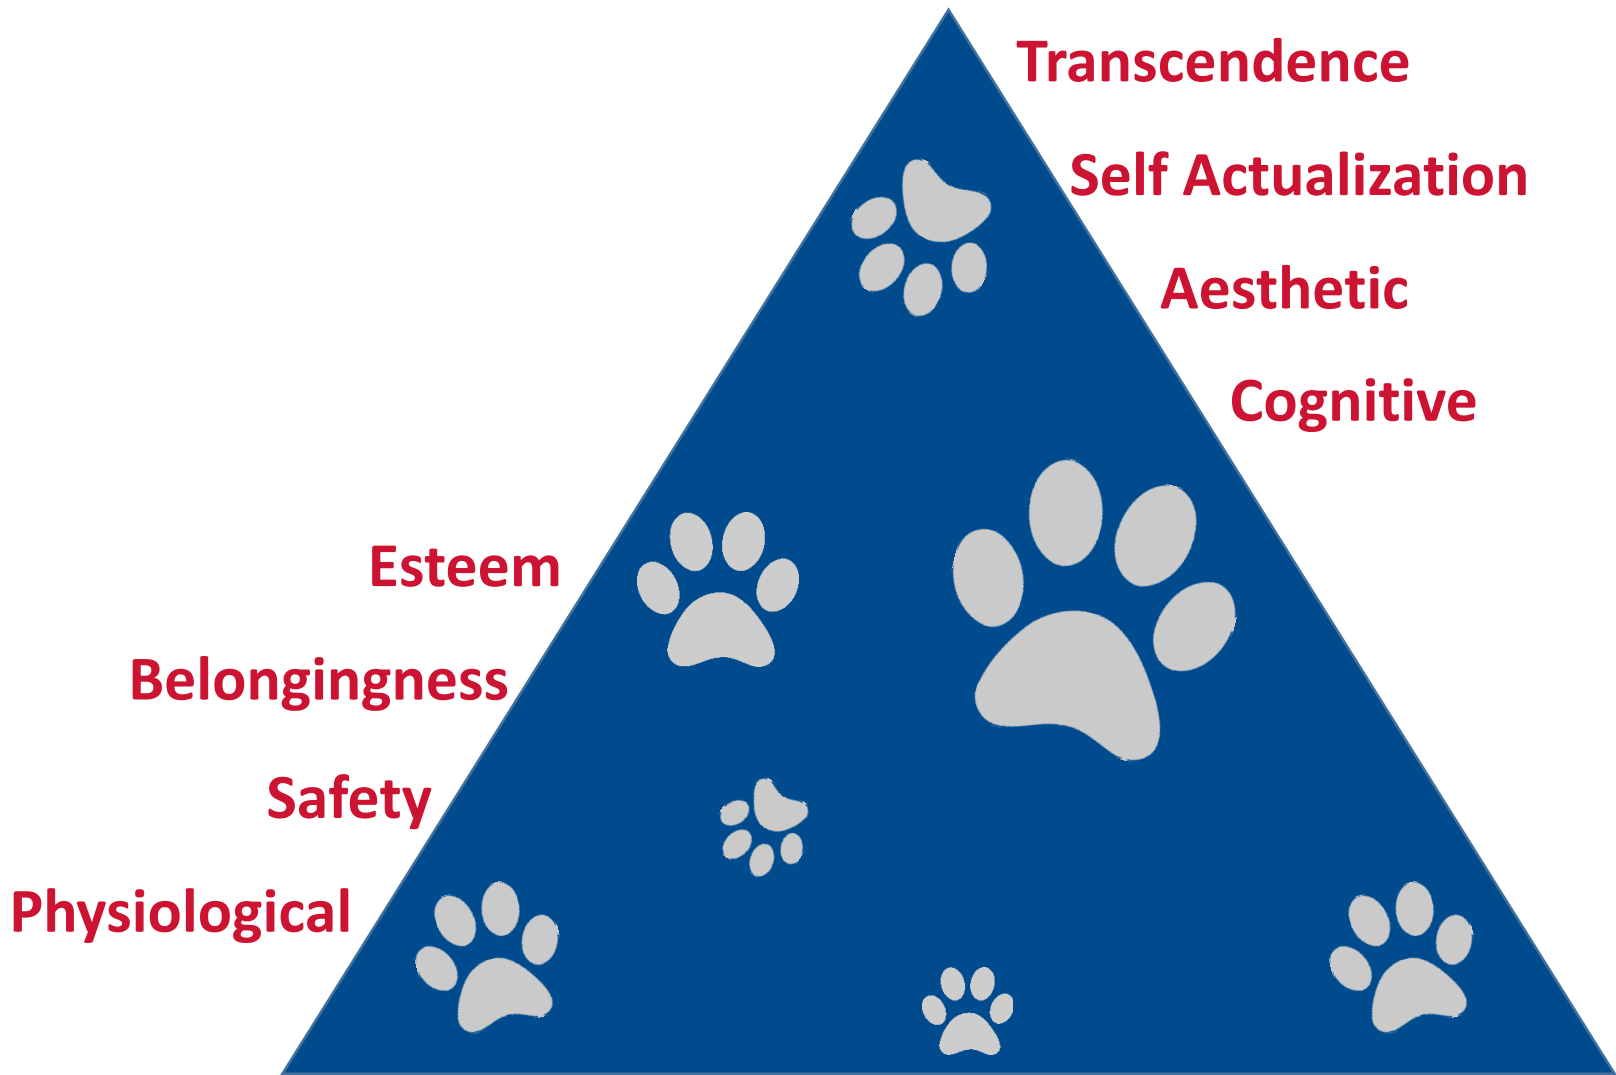 Transcendence
Self Actualization
Aesthetic
Cognitive
Esteem
Belongingness
Safety
Physiological